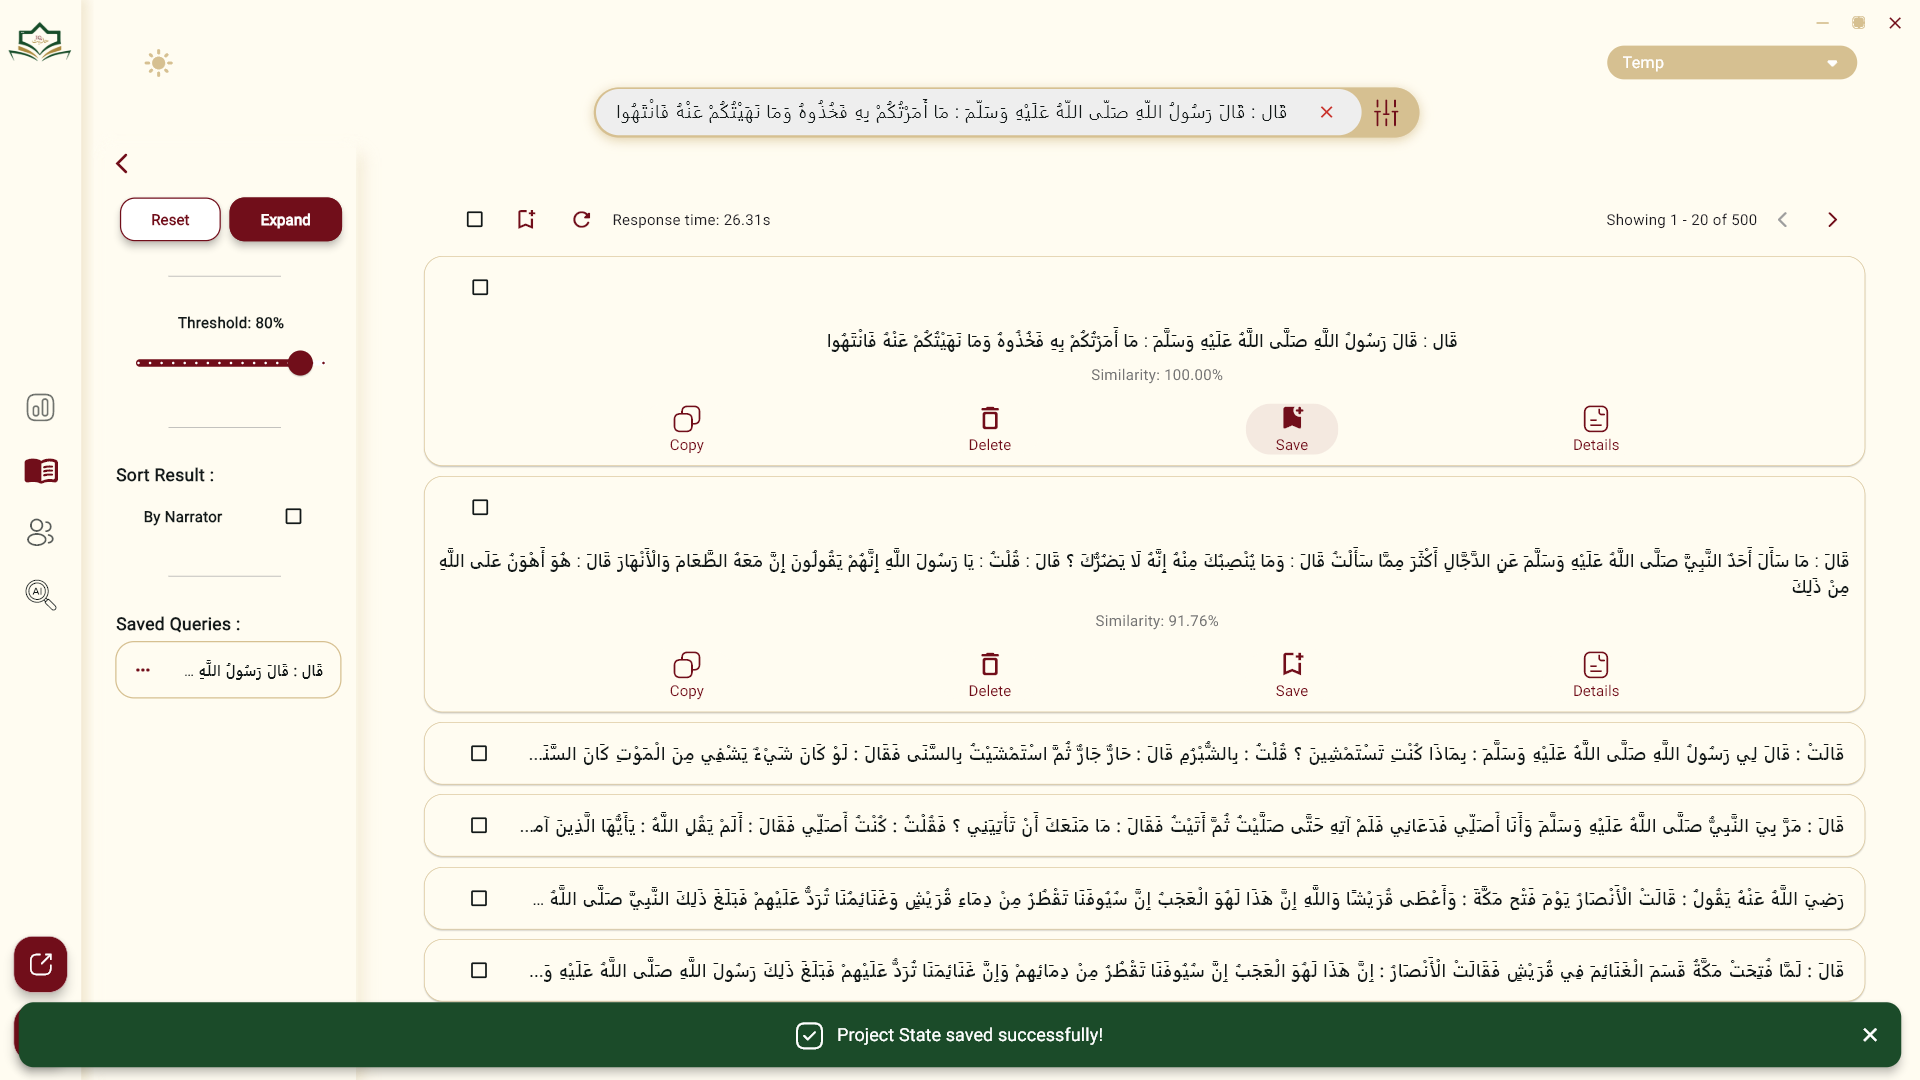 Temp
قَال : قَالَ رَسُولُ اللّهِ صَلّى اللّهُ عَلَيْهِ وَسَلّمَ : مَا أَمَرْتُكُمْ بِهِ فَخُذُوهُ وَمَا نَهَيْتُكُمْ عَنْهُ فَانْتَهُوا
Reset
Expand
Response time: 26.31s
Showing 1 - 20 of 500
Threshold: 80%
Sort Result :
By Narrator
Saved Queries :
قَال : قَالَ رَسُولُ اللَّهِ ...
قَال : قَالَ رَسُولُ اللَّهِ صَلَّى اللَّهُ عَلَيْهِ وَسَلَّمَ : مَا أَمَرْتُكُمْ بِهِ فَخُذُوهُ وَمَا نَهَيْتُكُمْ عَنْهُ فَانْتَهُوا
Similarity: 100.00%
Copy
Delete
Save
Details
قَالَ : مَا سَأَلَ أَحَدٌ النَّبِيَّ صَلَّى اللَّهُ عَلَيْهِ وَسَلَّمَ عَنِ الدَّجَّالِ أَكْثَرَ مِمَّا سَأَلْتُ قَالَ : وَمَا يُنْصِبُكَ مِنْهُ إِنَّهُ لَا يَضُرُّكَ ؟ قَالَ : قُلْتُ : يَا رَسُولَ اللَّهِ إِنَّهُمْ يَقُولُونَ إِنَّ مَعَهُ الطَّعَامَ وَالْأَنْهَارَ قَالَ : هُوَ أَهْوَنُ عَلَى اللَّهِ
مِنْ ذَلِكَ
Similarity: 91.76%
Copy
Delete
Save
Details
قَالَتْ : قَالَ لِي رَسُولُ اللَّهِ صَلَّى اللَّهُ عَلَيْهِ وَسَلَّمَ : بِمَاذَا كُنْتِ تَسْتَمْشِينَ ؟ قُلْتُ : بِالشُّبْرُمِ قَالَ : حَارٌّ جَارٌّ ثُمَّ اسْتَمْشَيْتُ بِالسَّنَى فَقَالَ : لَوْ كَانَ شَيْءٌ يَشْفِي مِنَ الْمَوْتِ كَانَ السَّنَ...
قَالَ : مَرَّ بِيَ النَّبِيُّ صَلَّى اللَّهُ عَلَيْهِ وَسَلَّمَ وَأَنَا أُصَلِّي فَدَعَانِي فَلَمْ آتِهِ حَتَّى صَلَّيْتُ ثُمَّ أَتَيْتُ فَقَالَ : مَا مَنَعَكَ أَنْ تَأْتِيَنِي ؟ فَقُلْتُ : كُنْتُ أُصَلِّي فَقَالَ : أَلَمْ يَقُلِ اللَّهُ : يَأَيُّهَا الَّذِينَ آمـ...
رَضِيَ اللَّهُ عَنْهُ يَقُولُ : قَالَتْ الْأَنْصَارُ يَوْمَ فَتْحِ مَكَّةَ : وَأَعْطَى قُرَيْشًا وَاللَّهِ إِنَّ هَذَا لَهُوَ الْعَجَبُ إِنَّ سُيُوفَنَا تَقْطُرُ مِنْ دِمَاءِ قُرَيْشٍ وَغَنَائِمُنَا تُرَدُّ عَلَيْهِمْ فَبَلَغَ ذَلِكَ النَّبِيَّ صَلَّى اللَّهُ ...
قَالَ : لَمَّا فُتِحَتْ مَكَّةُ قَسَمَ الْغَنَائِمَ فِي قُرَيْشٍ فَقَالَتْ الْأَنْصَارُ : إِنَّ هَذَا لَهُوَ الْعَجَبُ إِنَّ سُيُوفَنَا تَقْطُرُ مِنْ دِمَائِهِمْ وَإِنَّ غَنَائِمَنَا تُرَدُّ عَلَيْهِمْ فَبَلَغَ ذَلِكَ رَسُولَ اللَّهِ صَلَّى اللَّهُ عَلَيْهِ وَ...
Project State saved successfully!